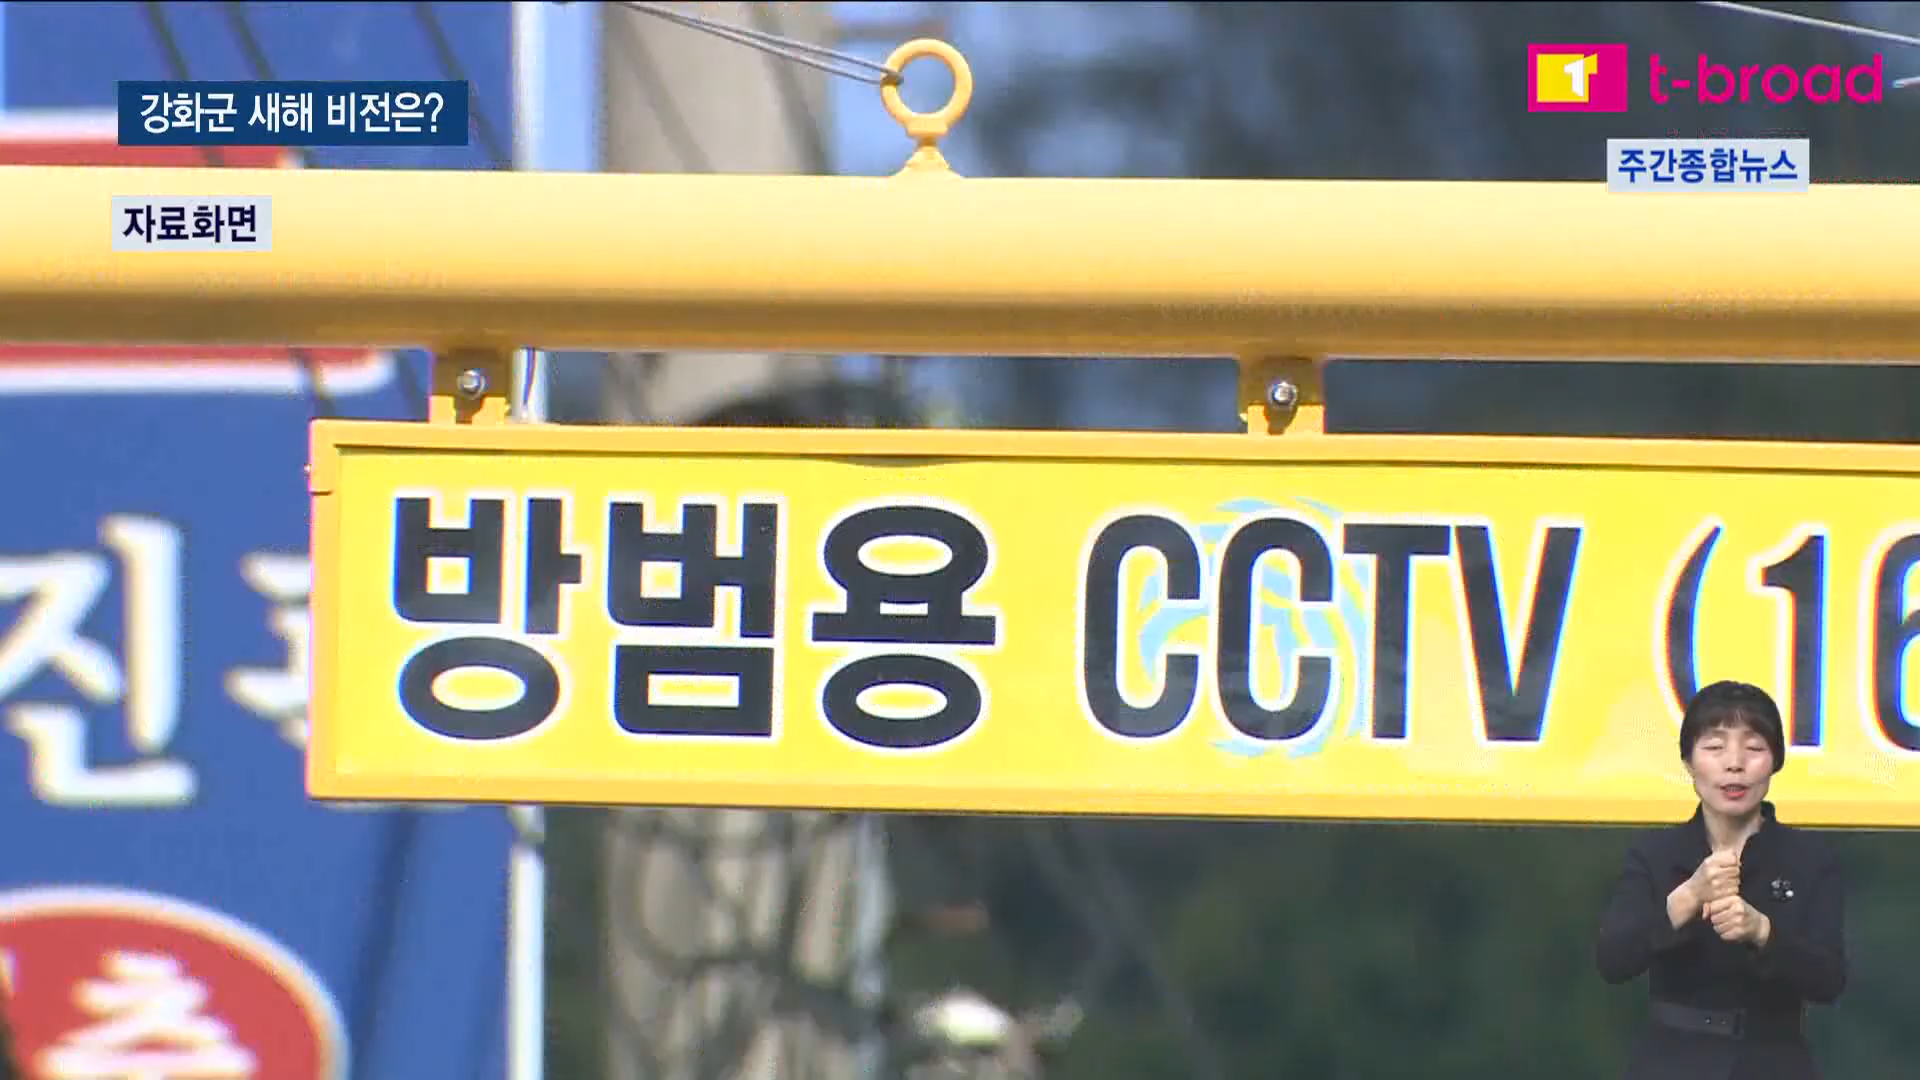 강화군 새해 비전은?
t-broad
주간종합뉴스
자료화면
방범용 CCTV (16
진